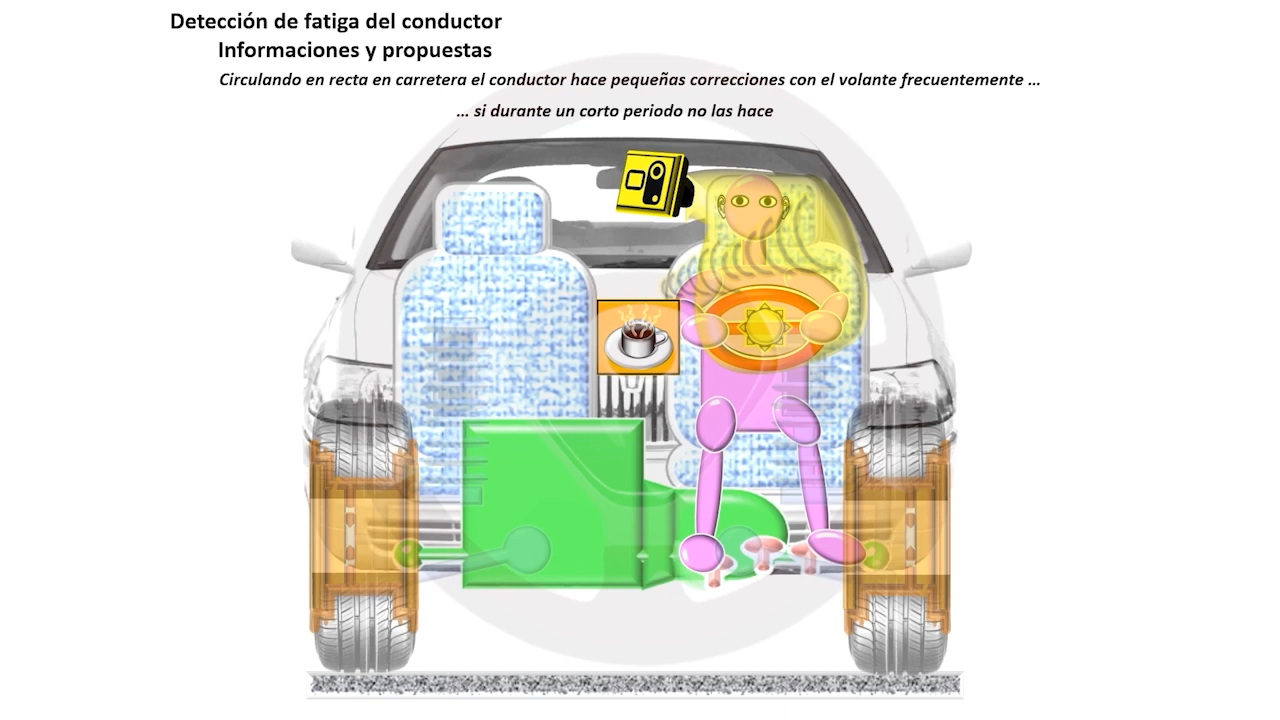 Detección de fatiga del conductor
Informaciones y propuestas
Circulando en recta en carretera el conductor hace pequeñas correcciones con el volante frecuentemente ...
... si durante un corto periodo no las hace